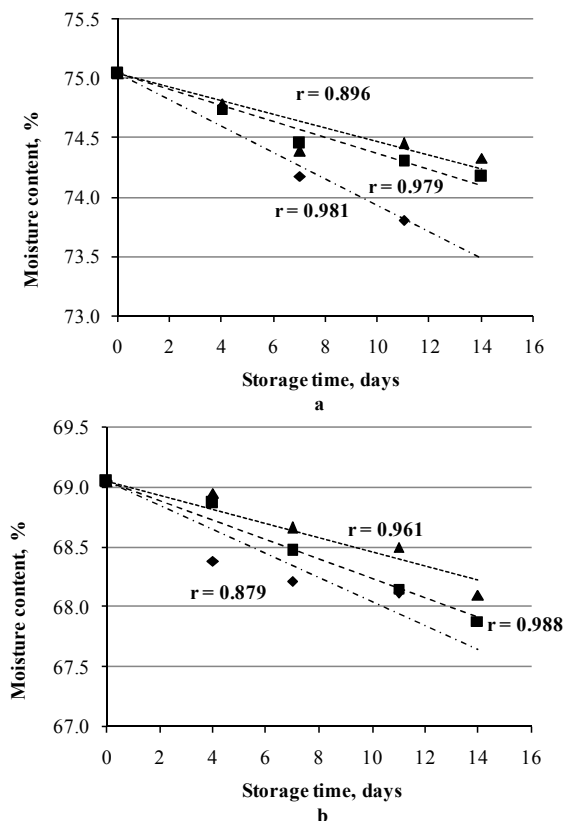 75.5
75.0
74.5
74.0
73.5
73.0
Moisture content, %
r = 0.896
r = 0.979
r = 0.981
0 2 4 6 8 10 12 14 16
Storage time, days
a
69.5
69.0
68.5
68.0
67.5
67.0
Moisture content, %
r = 0.961
r = 0.879
r = 0.988
0 2 4 6 8 10 12 14 16
Storage time, days
b